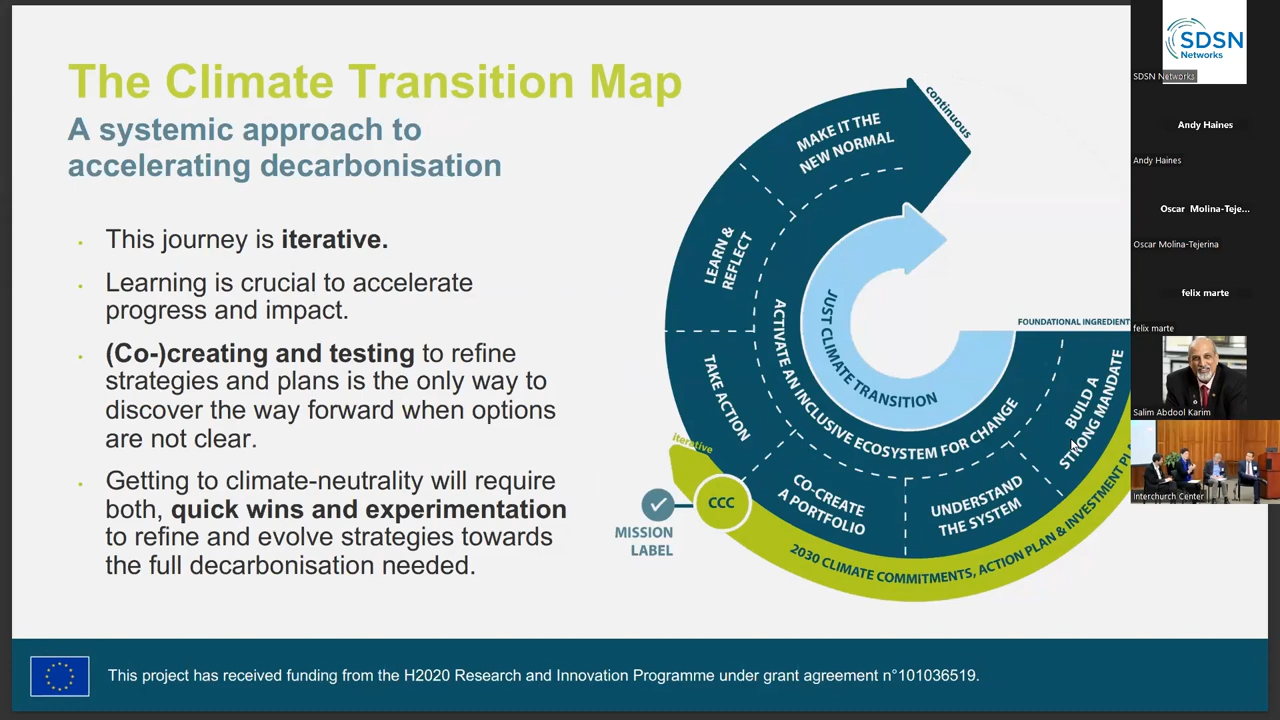 The Climate Transition Map
A systemic approach to
accelerating decarbonisation
This journey is iterative.
Learning is crucial to accelerate
progress and impact.
(Co-)creating and testing to refine
strategies and plans is the only way to
discover the way forward when options
are not clear.
Getting to climate-neutrality will require
both, quick wins and experimentation
to refine and evolve strategies towards
the full decarbonisation needed.
continuous
MAKE IT THE
NEW NORMAL
LEARN &
REFLECT
TAKE ACTION
CO-CREATE
A PORTFOLIO
UNDERSTAND
THE SYSTEM
BUILD A
STRONG MANDATE
ACTIVATE AN INCLUSIVE ECOSYSTEM FOR CHANGE
JUST CLIMATE TRANSITION
FOUNDATIONAL INGREDIENT
iterative
CCC
MISSION
LABEL
2030 CLIMATE COMMITMENTS, ACTION PLAN & INVESTMENT PL
This project has received funding from the H2020 Research and Innovation Programme under grant agreement n°101036519.
SDSN
Networks
SDSN Networks
Andy Haines
Andy Haines
Oscar Molina-Teje...
Oscar Molina-Tejerina
felix marte
felix marte
Salim Abdool Karim
Interchurch Center